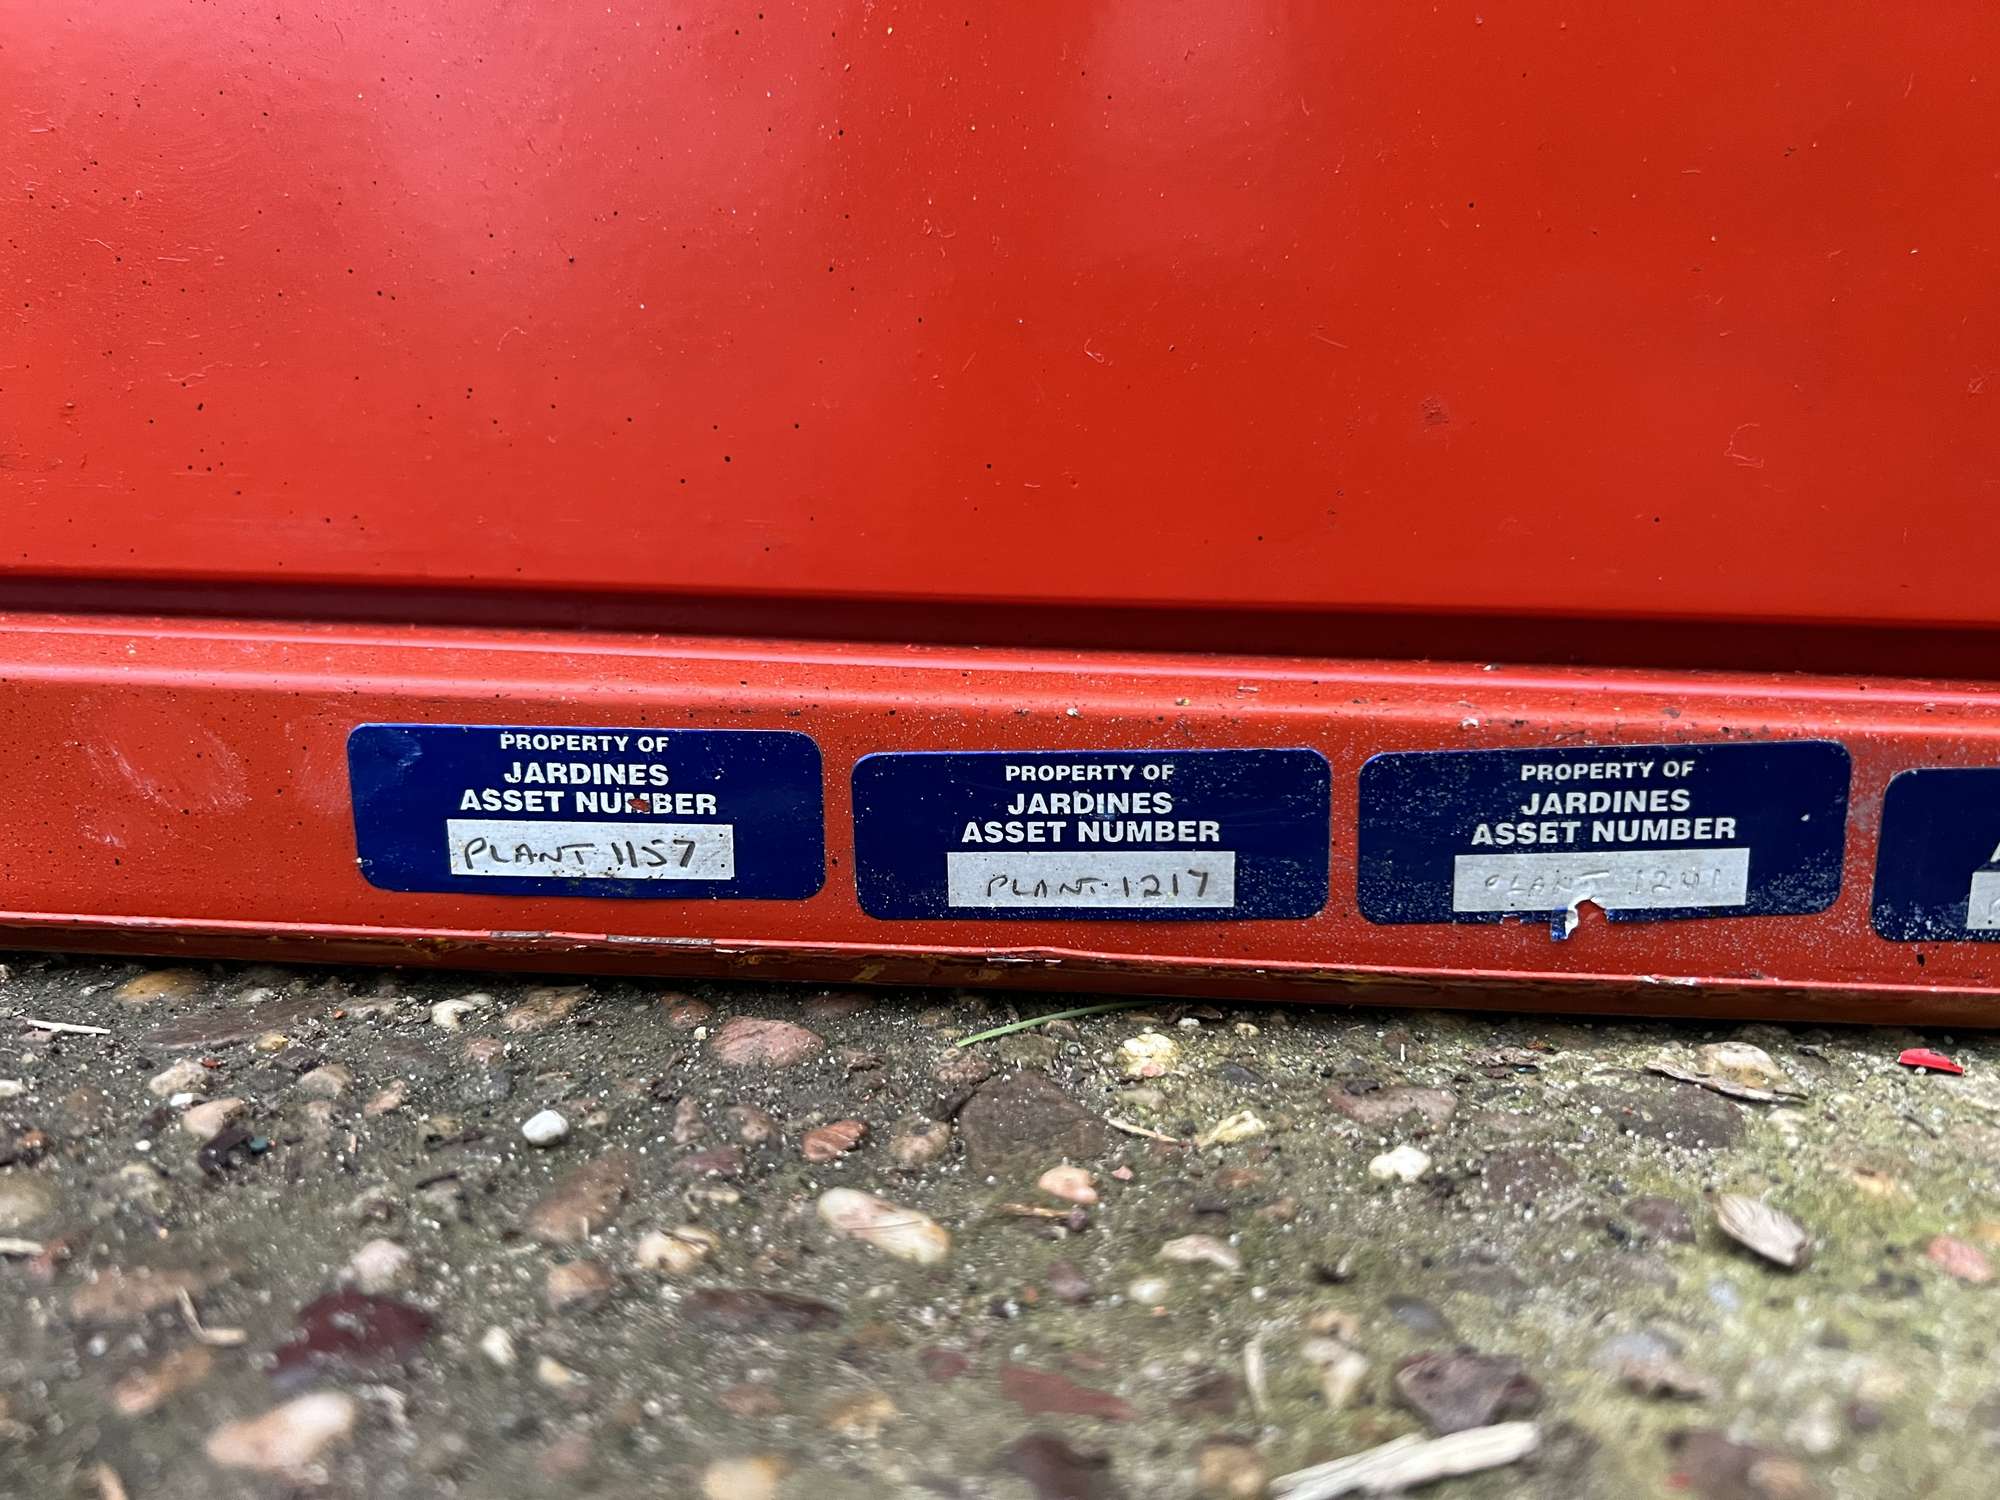 PROPERTY OF
JARDINES
ASSET NUMBER
PLANT 1157
PROPERTY OF
JARDINES
ASSET NUMBER
PLANT 1217
PROPERTY OF
JARDINES
ASSET NUMBER
PLANT